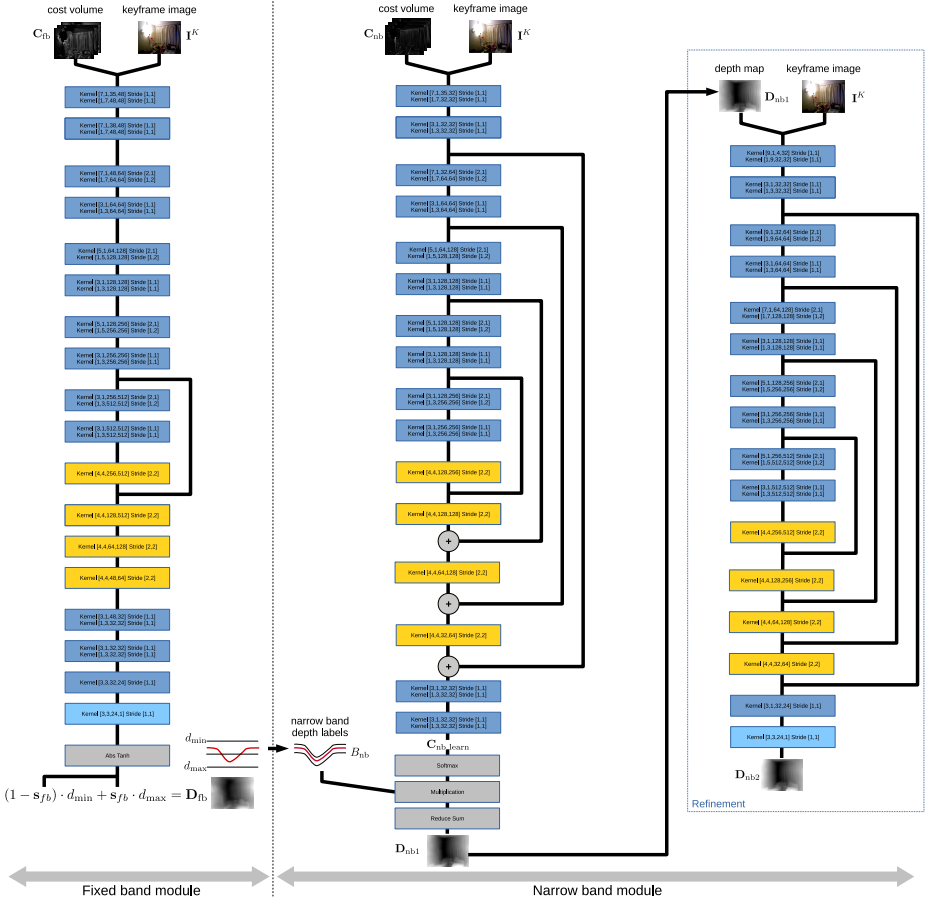 cost volume
keyframe image
C_fb
I^K
Kernel [7,1,35,48] Stride [1,1]
Kernel [1,7,48,48] Stride [1,1]
Kernel [7,1,38,48] Stride [1,1]
Kernel [1,7,48,48] Stride [1,1]
Kernel [7,1,48,64] Stride [2,1]
Kernel [1,7,64,64] Stride [1,2]
Kernel [3,1,64,64] Stride [1,1]
Kernel [1,3,64,64] Stride [1,1]
Kernel [5,1,64,128] Stride [2,1]
Kernel [1,5,128,128] Stride [1,2]
Kernel [3,1,128,128] Stride [1,1]
Kernel [1,3,128,128] Stride [1,1]
Kernel [5,1,128,256] Stride [2,1]
Kernel [1,5,256,256] Stride [1,2]
Kernel [3,1,256,256] Stride [1,1]
Kernel [1,3,256,256] Stride [1,1]
Kernel [3,1,256,512] Stride [2,1]
Kernel [1,3,512,512] Stride [1,2]
Kernel [3,1,512,512] Stride [1,1]
Kernel [1,3,512,512] Stride [1,1]
Kernel [4,4,256,512] Stride [2,2]
Kernel [4,4,128,512] Stride [2,2]
Kernel [4,4,64,128] Stride [2,2]
Kernel [4,4,48,64] Stride [2,2]
Kernel [3,1,48,32] Stride [1,1]
Kernel [1,3,32,32] Stride [1,1]
Kernel [3,1,32,32] Stride [1,1]
Kernel [1,3,32,32] Stride [1,1]
Kernel [3,3,32,24] Stride [1,1]
Kernel [3,3,24,1] Stride [1,1]
Abs Tanh
(1 − s_fb) · d_min + s_fb · d_max = D_fb
d_min
d_max
Fixed band module
cost volume
keyframe image
C_nb
I^K
Kernel [7,1,35,32] Stride [1,1]
Kernel [1,7,32,32] Stride [1,1]
Kernel [3,1,32,32] Stride [1,1]
Kernel [1,3,32,32] Stride [1,1]
Kernel [7,1,32,64] Stride [2,1]
Kernel [1,7,64,64] Stride [1,2]
Kernel [3,1,64,64] Stride [1,1]
Kernel [1,3,64,64] Stride [1,1]
Kernel [5,1,64,128] Stride [2,1]
Kernel [1,5,128,128] Stride [1,2]
Kernel [3,1,128,128] Stride [1,1]
Kernel [1,3,128,128] Stride [1,1]
Kernel [5,1,128,128] Stride [2,1]
Kernel [1,5,128,128] Stride [1,2]
Kernel [3,1,128,128] Stride [1,1]
Kernel [1,3,128,128] Stride [1,1]
Kernel [3,1,128,256] Stride [2,1]
Kernel [1,3,256,256] Stride [1,2]
Kernel [3,1,256,256] Stride [1,1]
Kernel [1,3,256,256] Stride [1,1]
Kernel [4,4,128,256] Stride [2,2]
Kernel [4,4,128,128] Stride [2,2]
+
Kernel [4,4,64,128] Stride [2,2]
+
Kernel [4,4,32,64] Stride [2,2]
+
Kernel [3,1,32,32] Stride [1,1]
Kernel [1,3,32,32] Stride [1,1]
Kernel [3,1,32,32] Stride [1,1]
Kernel [1,3,32,32] Stride [1,1]
C_nb_learn
narrow band
depth labels
B_nb
Softmax
Multiplication
Reduce Sum
D_nb1
Narrow band module
depth map
keyframe image
D_nb1
I^K
Kernel [9,1,4,32] Stride [1,1]
Kernel [1,9,32,32] Stride [1,1]
Kernel [3,1,32,32] Stride [1,1]
Kernel [1,3,32,32] Stride [1,1]
Kernel [9,1,32,64] Stride [2,1]
Kernel [1,9,64,64] Stride [1,2]
Kernel [3,1,64,64] Stride [1,1]
Kernel [1,3,64,64] Stride [1,1]
Kernel [7,1,64,128] Stride [2,1]
Kernel [1,7,128,128] Stride [1,2]
Kernel [3,1,128,128] Stride [1,1]
Kernel [1,3,128,128] Stride [1,1]
Kernel [5,1,128,256] Stride [2,1]
Kernel [1,5,256,256] Stride [1,2]
Kernel [3,1,256,256] Stride [1,1]
Kernel [1,3,256,256] Stride [1,1]
Kernel [5,1,256,512] Stride [2,1]
Kernel [1,5,512,512] Stride [1,2]
Kernel [3,1,512,512] Stride [1,1]
Kernel [1,3,512,512] Stride [1,1]
Kernel [4,4,256,512] Stride [2,2]
Kernel [4,4,128,256] Stride [2,2]
Kernel [4,4,64,128] Stride [2,2]
Kernel [4,4,32,64] Stride [2,2]
Kernel [3,1,32,24] Stride [1,1]
Kernel [3,3,24,1] Stride [1,1]
D_nb2
Refinement